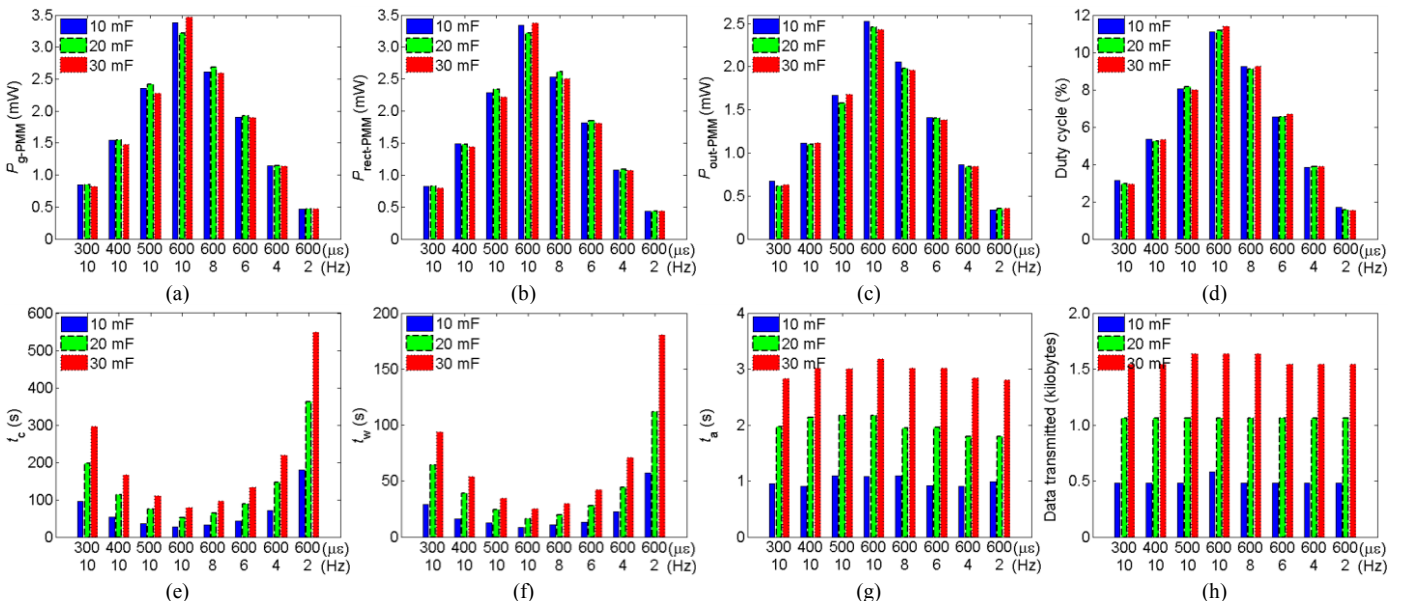 3.5
3.0
2.5
2.0
1.5
1.0
0.5
0
P_g-PMM (mW)
10 mF
20 mF
30 mF
300 400 500 600 600 600 600 600 (με)
10 10 10 10 8 6 4 2 (Hz)
(a)
3.5
3.0
2.5
2.0
1.5
1.0
0.5
0
P_rect-PMM (mW)
10 mF
20 mF
30 mF
300 400 500 600 600 600 600 600 (με)
10 10 10 10 8 6 4 2 (Hz)
(b)
2.5
2.0
1.5
1.0
0.5
0
P_out-PMM (mW)
10 mF
20 mF
30 mF
300 400 500 600 600 600 600 600 (με)
10 10 10 10 8 6 4 2 (Hz)
(c)
12
10
8
6
4
2
0
Duty cycle (%)
10 mF
20 mF
30 mF
300 400 500 600 600 600 600 600 (με)
10 10 10 10 8 6 4 2 (Hz)
(d)
600
500
400
300
200
100
0
t_c (s)
10 mF
20 mF
30 mF
300 400 500 600 600 600 600 600 (με)
10 10 10 10 8 6 4 2 (Hz)
(e)
200
150
100
50
0
t_w (s)
10 mF
20 mF
30 mF
300 400 500 600 600 600 600 600 (με)
10 10 10 10 8 6 4 2 (Hz)
(f)
4
3
2
1
0
t_a (s)
10 mF
20 mF
30 mF
300 400 500 600 600 600 600 600 (με)
10 10 10 10 8 6 4 2 (Hz)
(g)
2.0
1.5
1.0
0.5
0
Data transmitted (kilobytes)
10 mF
20 mF
30 mF
300 400 500 600 600 600 600 600 (με)
10 10 10 10 8 6 4 2 (Hz)
(h)